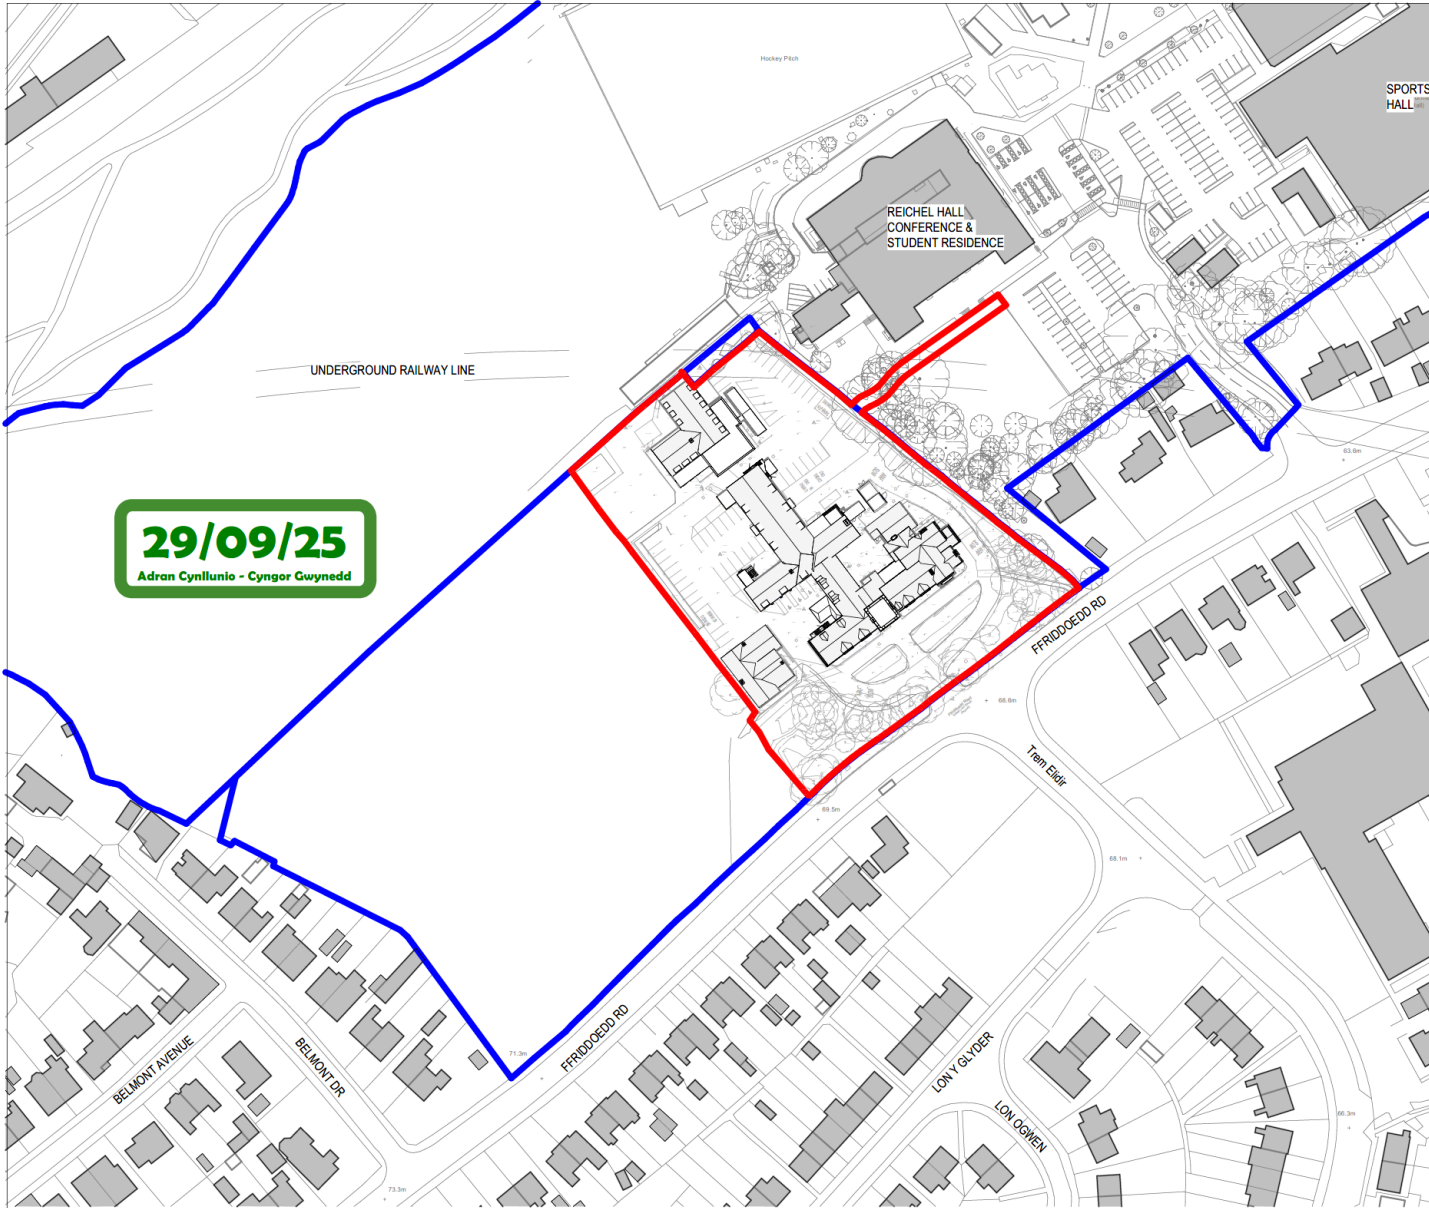 Hockey Pitch
SPORTS
HALL
REICHEL HALL
CONFERENCE &
STUDENT RESIDENCE
UNDERGROUND RAILWAY LINE
63.6m
29/09/25
Adran Cynllunio - Cyngor Gwynedd
FFRIDDOEDD RD
68.8m
Trem Elidir
69.5m
68.1m
FFRIDDOEDD RD
71.3m
BELMONT AVENUE
BELMONT DR
LON Y GLYDER
LON OGWEN
66.3m
73.3m